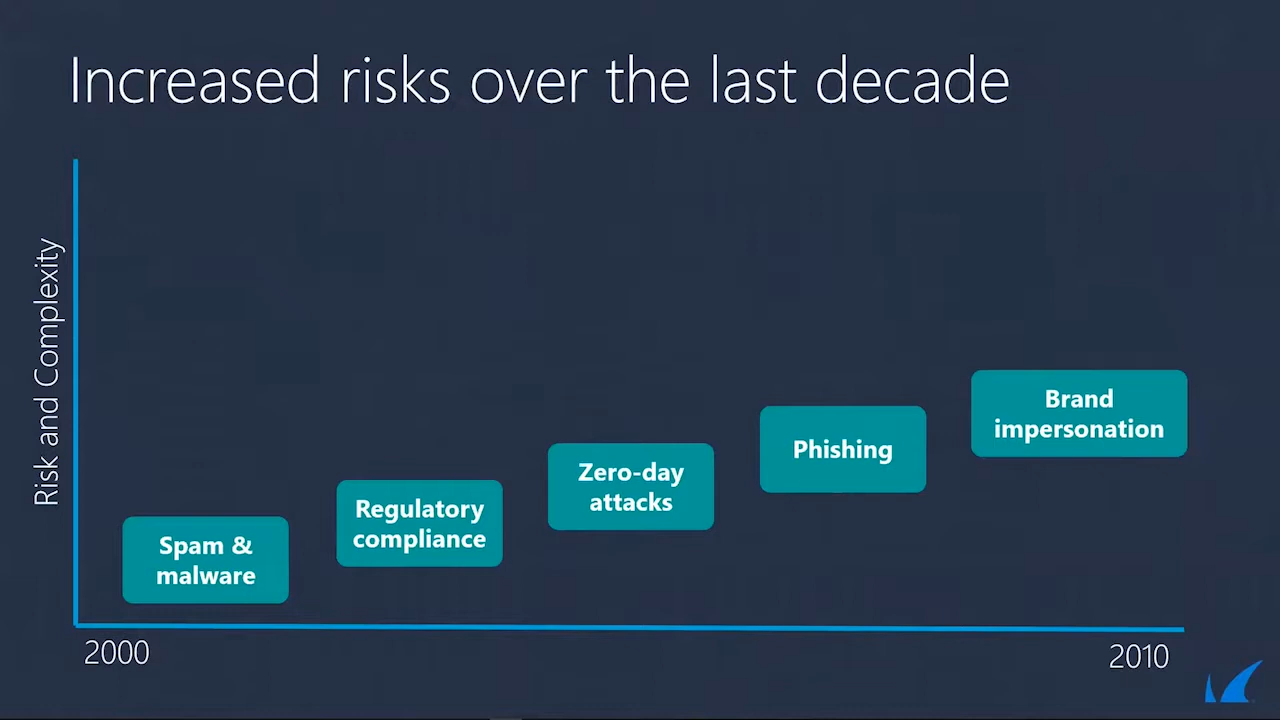 Increased risks over the last decade
Risk and Complexity
Spam &
malware
Regulatory
compliance
Zero-day
attacks
Phishing
Brand
impersonation
2000
2010